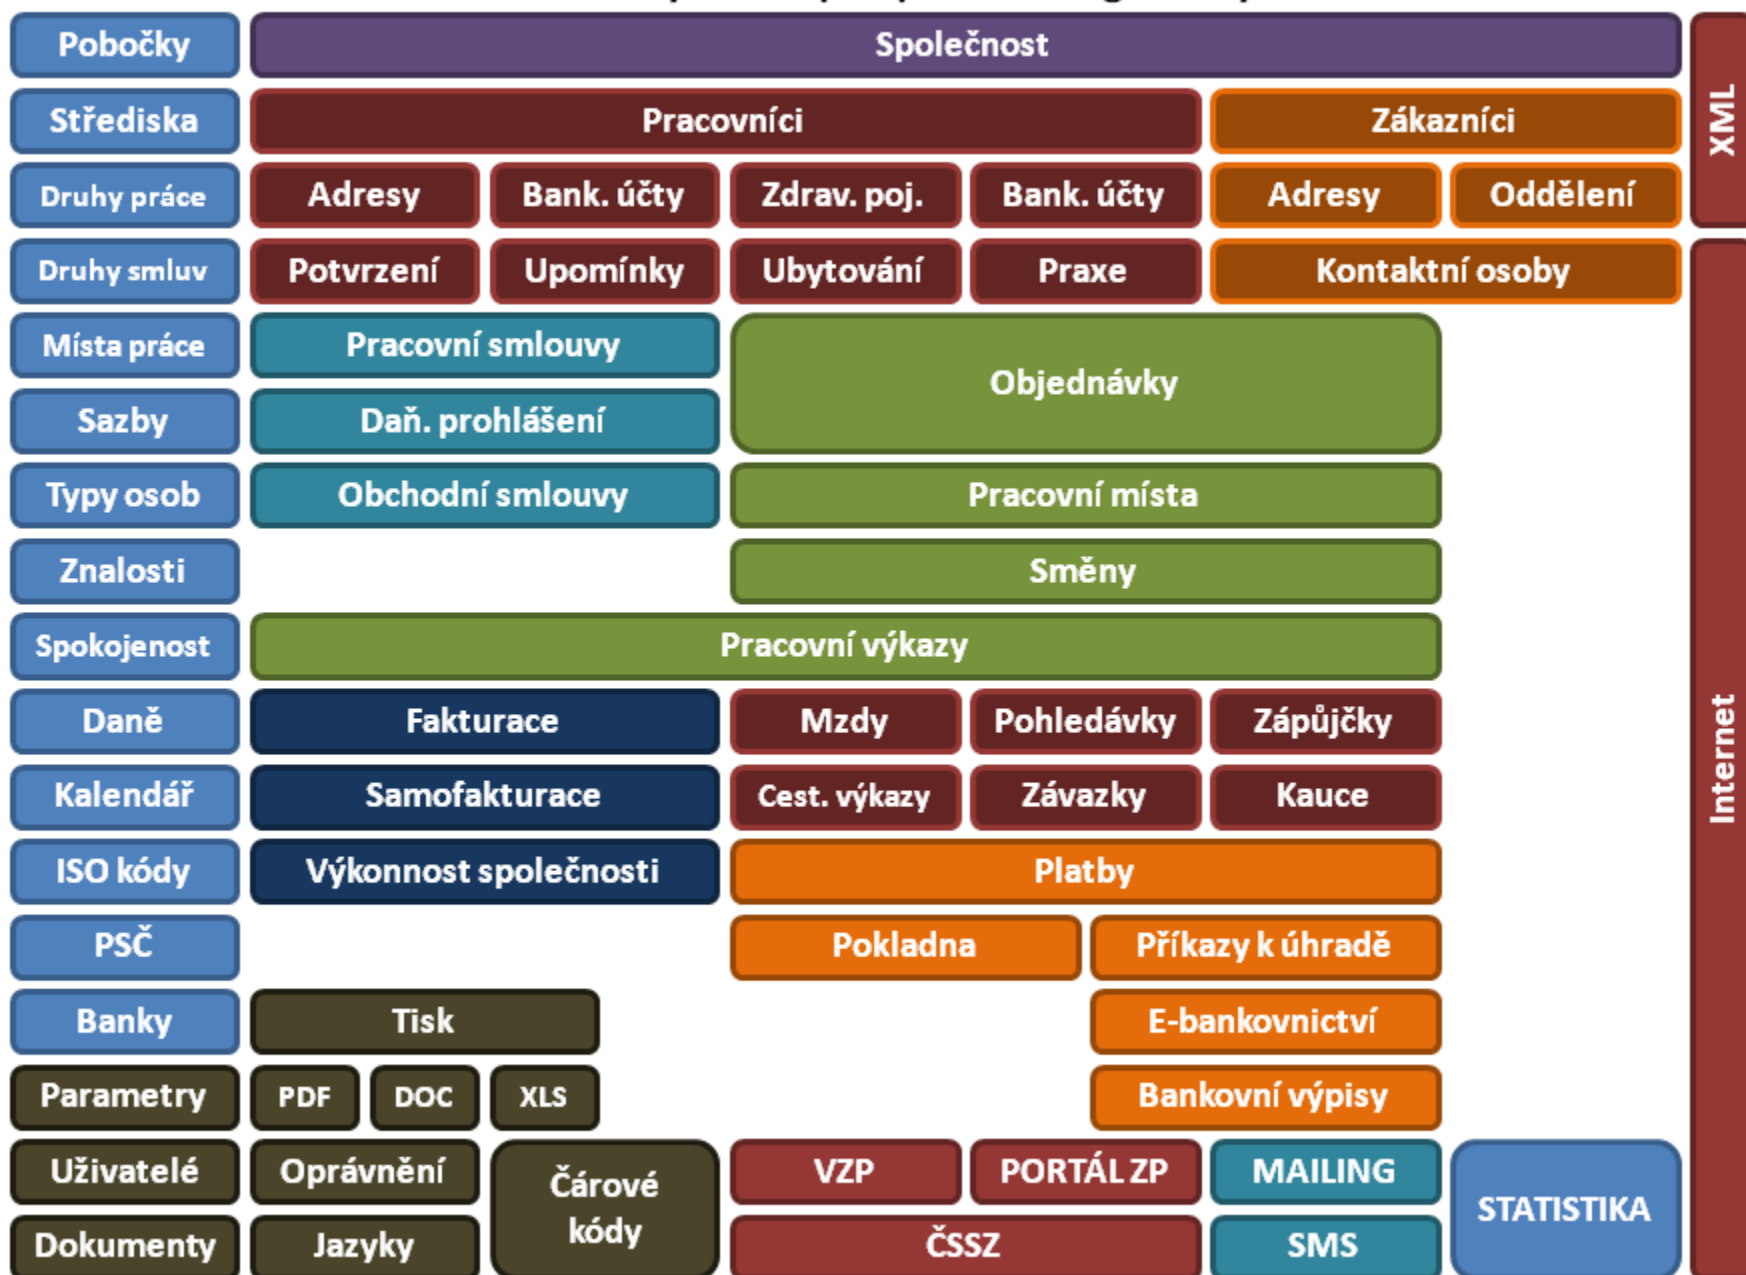 Pobočky
Společnost
XML
Střediska
Pracovníci
Zákazníci
Druhy práce
Adresy
Bank. účty
Zdrav. poj.
Bank. účty
Adresy
Oddělení
Druhy smluv
Potvrzení
Upomínky
Ubytování
Praxe
Kontaktní osoby
Internet
Místa práce
Pracovní smlouvy
Objednávky
Sazby
Daň. prohlášení
Typy osob
Obchodní smlouvy
Pracovní místa
Znalosti
Směny
Spokojenost
Pracovní výkazy
Daně
Fakturace
Mzdy
Pohledávky
Zápůjčky
Kalendář
Samofakturace
Cest. výkazy
Závazky
Kauce
ISO kódy
Výkonnost společnosti
Platby
PSČ
Pokladna
Příkazy k úhradě
Banky
Tisk
E-bankovnictví
Parametry
PDF
DOC
XLS
Bankovní výpisy
Uživatelé
Oprávnění
Čárové
kódy
VZP
PORTÁL ZP
MAILING
STATISTIKA
Dokumenty
Jazyky
ČSSZ
SMS